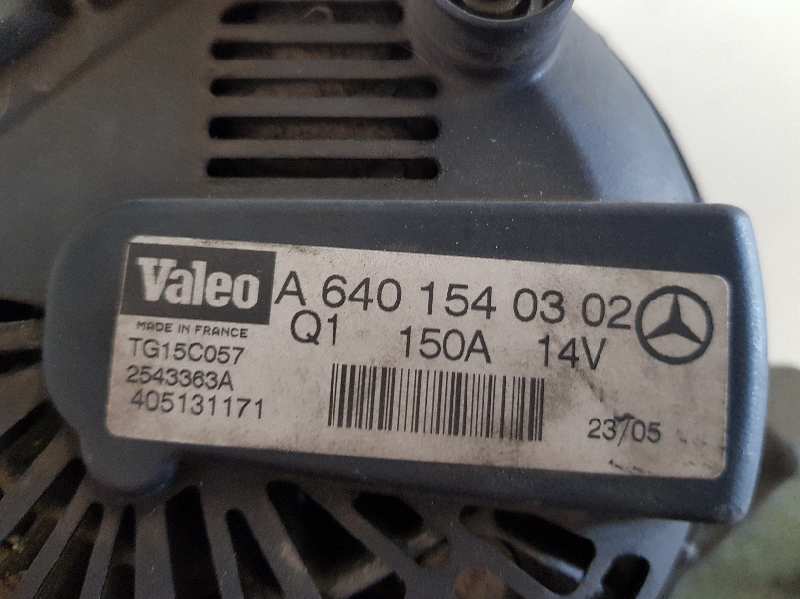 Valeo A 640 154 03 02
MADE IN FRANCE Q1 150A 14V
TG15C057
2543363A
405131171 23/05